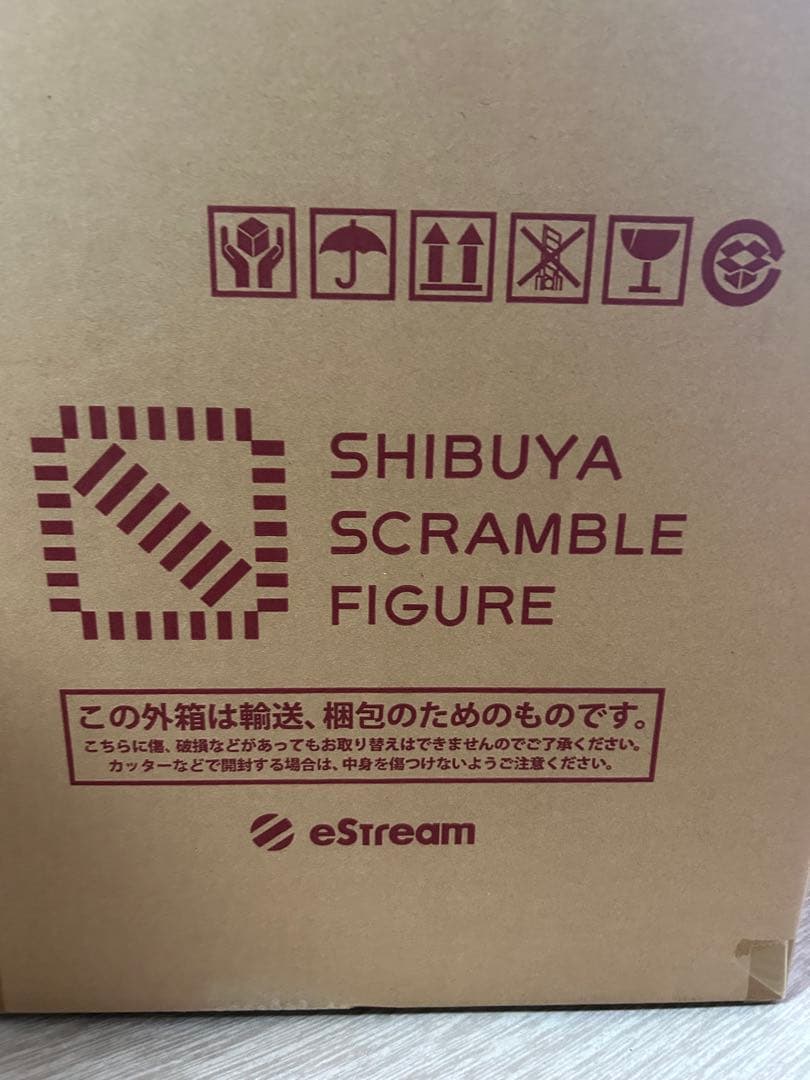 SHIBUYA
SCRAMBLE
FIGURE
この外箱は輸送、梱包のためのものです。
こちらに傷、破損などがあってもお取り替えはできませんのでご了承ください。
カッターなどで開封する場合は、中身を傷つけないようご注意ください。
eStream